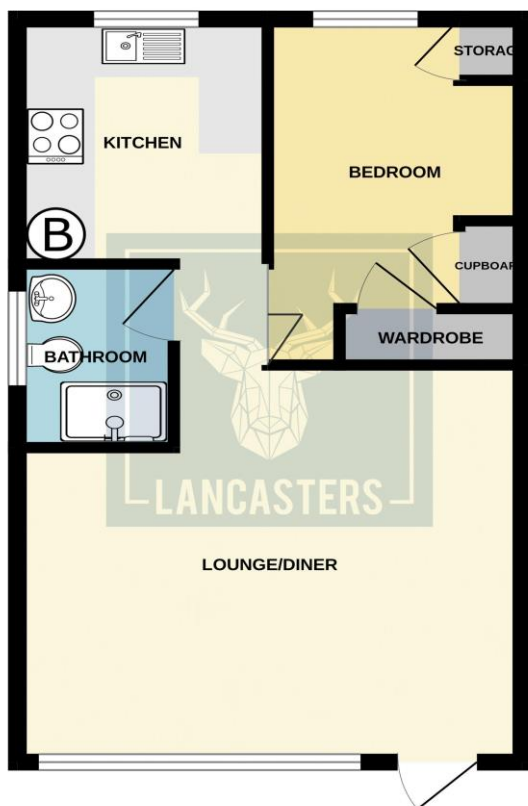 STORAG
KITCHEN
BEDROOM
B
CUPBOAR
WARDROBE
BATHROOM
LANCASTERS
LOUNGE/DINER